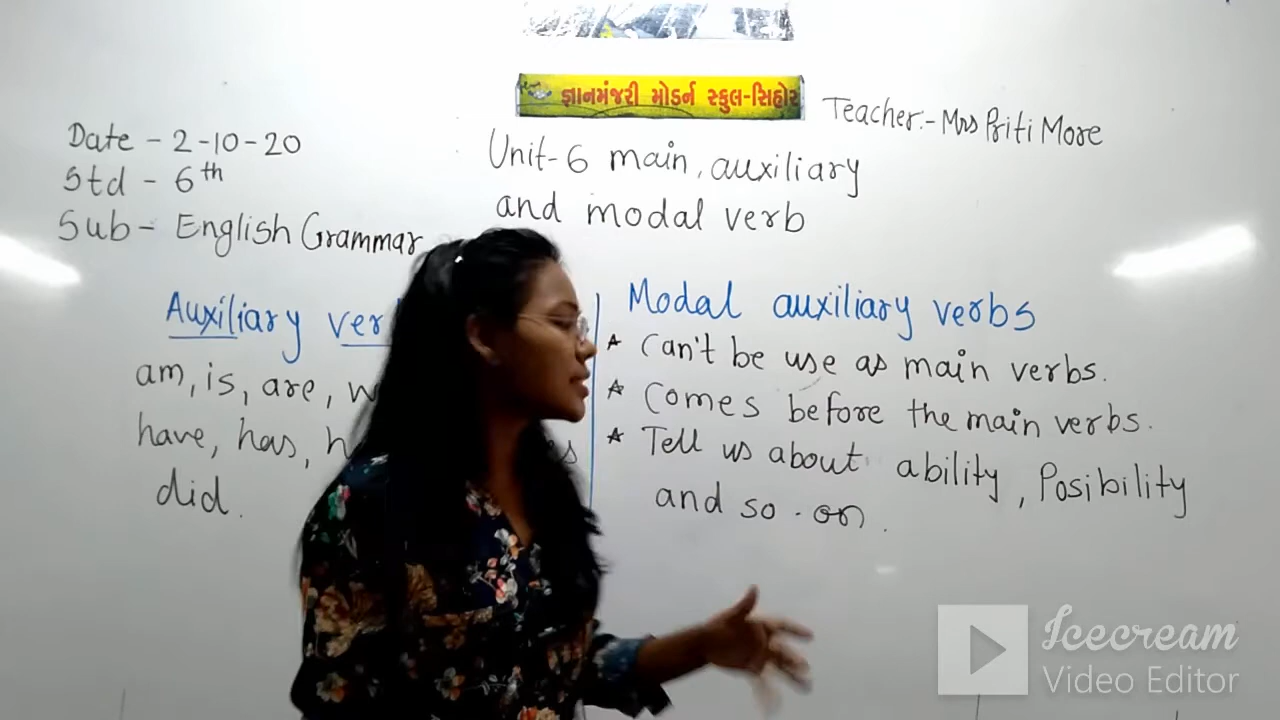 જ્ઞાનમંજરી મોડર્ન સ્કુલ-સિહોર
Teacher:- Mrs Priti More
Date - 2-10-20
Std - 6th
Sub- English Grammar
Unit-6 main, auxiliary
and modal verb
Auxiliary ver
am, is, are, w
have, has, h
did.
Modal auxiliary verbs
* Can't be use as main verbs.
* Comes before the main verbs.
* Tell us about ability, Posibility
and so on.
Icecream
Video Editor